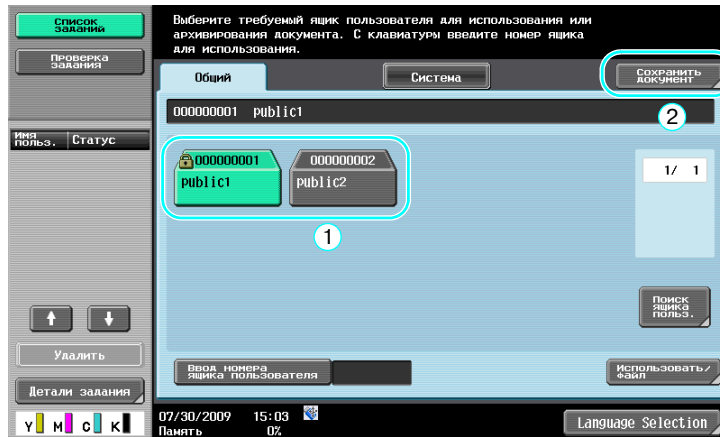 Список
заданий
Проверка
задания
Имя
польз.
Статус
Удалить
Детали задания
Y M C K
Выберите требуемый ящик пользователя для использования или
архивирования документа. С клавиатуры введите номер ящика
для использования.
Общий
Система
Сохранить
документ
2
000000001 public1
000000001
public1
000000002
public2
1
1/ 1
Поиск
ящика
польз.
Ввод номера
ящика пользователя
Использовать/
файл
07/30/2009 15:03
Память 0%
Language Selection